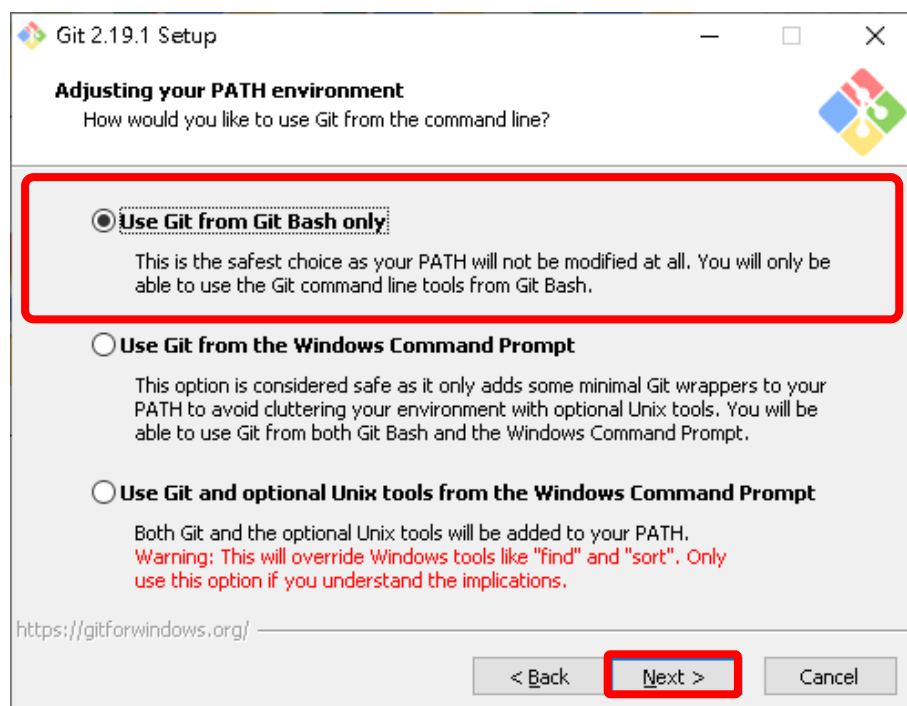 Git 2.19.1 Setup
Adjusting your PATH environment
How would you like to use Git from the command line?
Use Git from Git Bash only
This is the safest choice as your PATH will not be modified at all. You will only be
able to use the Git command line tools from Git Bash.
Use Git from the Windows Command Prompt
This option is considered safe as it only adds some minimal Git wrappers to your
PATH to avoid cluttering your environment with optional Unix tools. You will be
able to use Git from both Git Bash and the Windows Command Prompt.
Use Git and optional Unix tools from the Windows Command Prompt
Both Git and the optional Unix tools will be added to your PATH.
Warning: This will override Windows tools like "find" and "sort". Only
use this option if you understand the implications.
https://gitforwindows.org/
< Back Next > Cancel